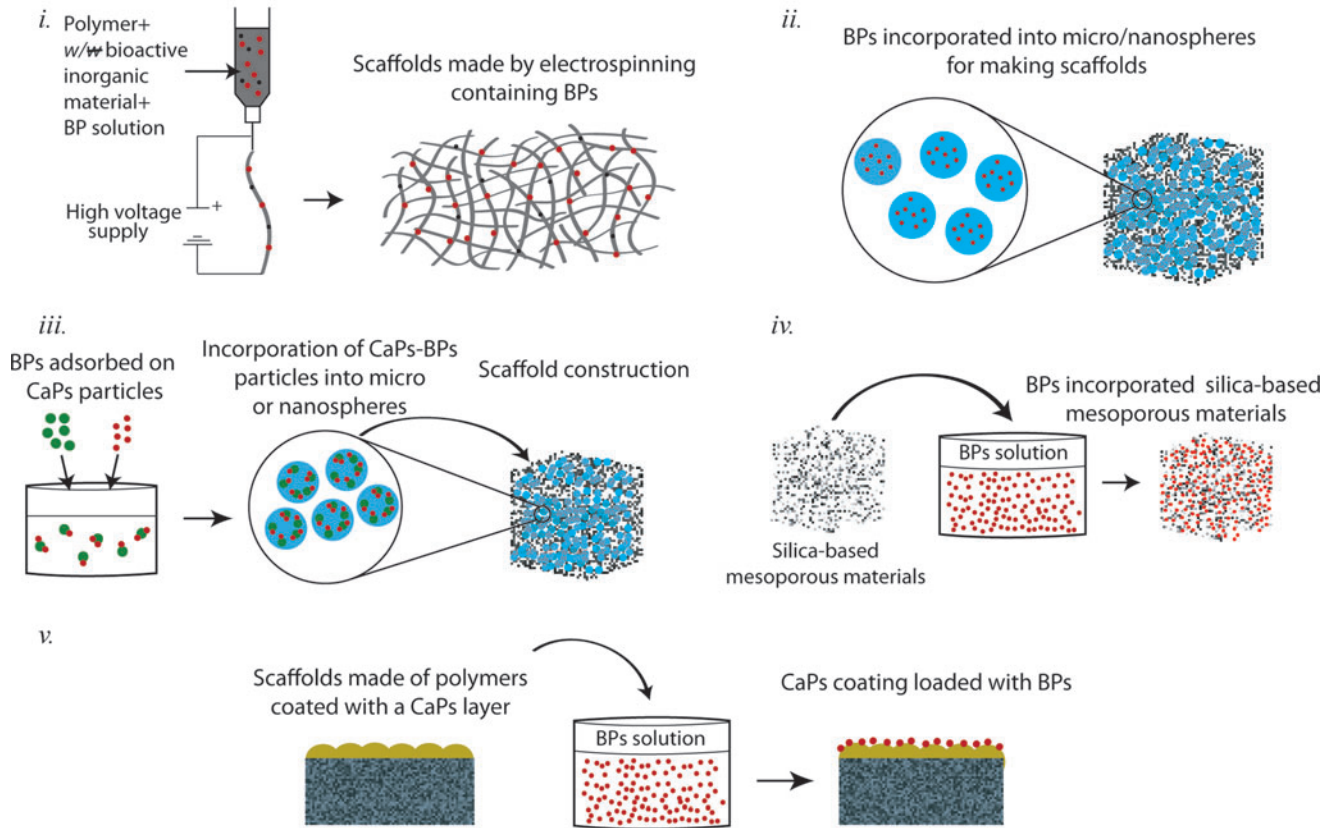 i.
Polymer+
w/w bioactive
inorganic
material+
BP solution
High voltage
supply
+
Scaffolds made by electrospinning
containing BPs
ii.
BPs incorporated into micro/nanospheres
for making scaffolds
iii.
BPs adsorbed on
CaPs particles
Incorporation of CaPs-BPs
particles into micro
or nanospheres
Scaffold construction
iv.
Silica-based
mesoporous materials
BPs solution
BPs incorporated silica-based
mesoporous materials
v.
Scaffolds made of polymers
coated with a CaPs layer
BPs solution
CaPs coating loaded with BPs